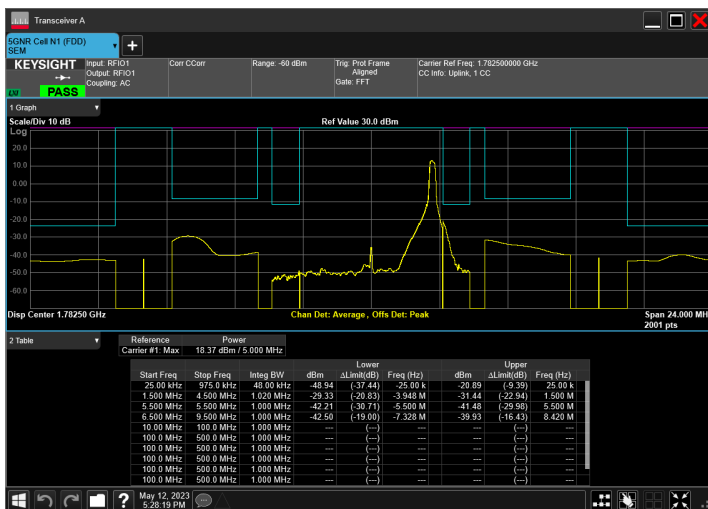 Transceiver A
5GNR Cell N1 (FDD)
SEM
KEYSIGHT
LXI
PASS
Input: RFIO1
Output: RFIO1
Coupling: AC
Corr CCorr
Range: -60 dBm
Trig: Prot Frame
Aligned
Gate: FFT
Carrier Ref Freq: 1.782500000 GHz
CC Info: Uplink, 1 CC
1 Graph
Scale/Div 10 dB
Ref Value 30.0 dBm
Log
20.0
10.0
0.00
-10.0
-20.0
-30.0
-40.0
-50.0
-60.0
Disp Center 1.78250 GHz
Chan Det: Average, Offs Det: Peak
Span 24.000 MH
2001 pts
2 Table
Reference Power
Carrier #1: Max 18.37 dBm / 5.000 MHz
Lower Upper
Start Freq Stop Freq Integ BW dBm ΔLimit(dB) Freq (Hz) dBm ΔLimit(dB) Freq (Hz)
25.00 kHz 975.0 kHz 48.00 kHz -48.94 (-37.44) -25.00 k -20.89 (-9.39) 25.00 k
1.500 MHz 4.500 MHz 1.020 MHz -29.33 (-20.83) -3.948 M -31.44 (-22.94) 1.500 M
5.500 MHz 5.500 MHz 1.000 MHz -42.21 (-30.71) -5.500 M -41.48 (-29.98) 5.500 M
6.500 MHz 9.500 MHz 1.000 MHz -42.50 (-19.00) -7.328 M -39.93 (-16.43) 8.420 M
10.00 MHz 100.0 MHz 1.000 MHz --- (---) --- --- (---) ---
100.0 MHz 500.0 MHz 1.000 MHz --- (---) --- --- (---) ---
100.0 MHz 500.0 MHz 1.000 MHz --- (---) --- --- (---) ---
100.0 MHz 500.0 MHz 1.000 MHz --- (---) --- --- (---) ---
100.0 MHz 500.0 MHz 1.000 MHz --- (---) --- --- (---) ---
100.0 MHz 500.0 MHz 1.000 MHz --- (---) --- --- (---) ---
?
May 12, 2023
5:28:19 PM